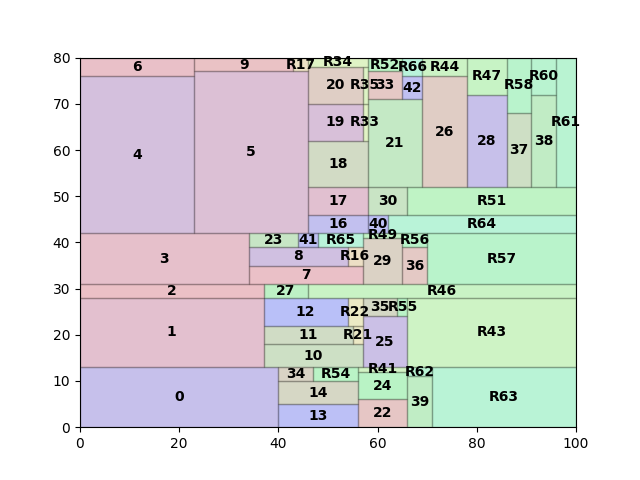 80
6 9 R17 R34 R52 R66 R44 R47 R58 R60
70
20 R35 33 42
19 R33 R61
4 5 21 26 28 37 38
60
18
50
17 30 R51
16 40 R64
40
23 41 R65 R49 R56
3 8 R16 29 36 R57
7
30
2 27 R46
12 R22 35 R55
20
1 11 R21 25 R43
10
10
34 R54 R41 R62
0 14 24 39 R63
13 22
0
0 20 40 60 80 100